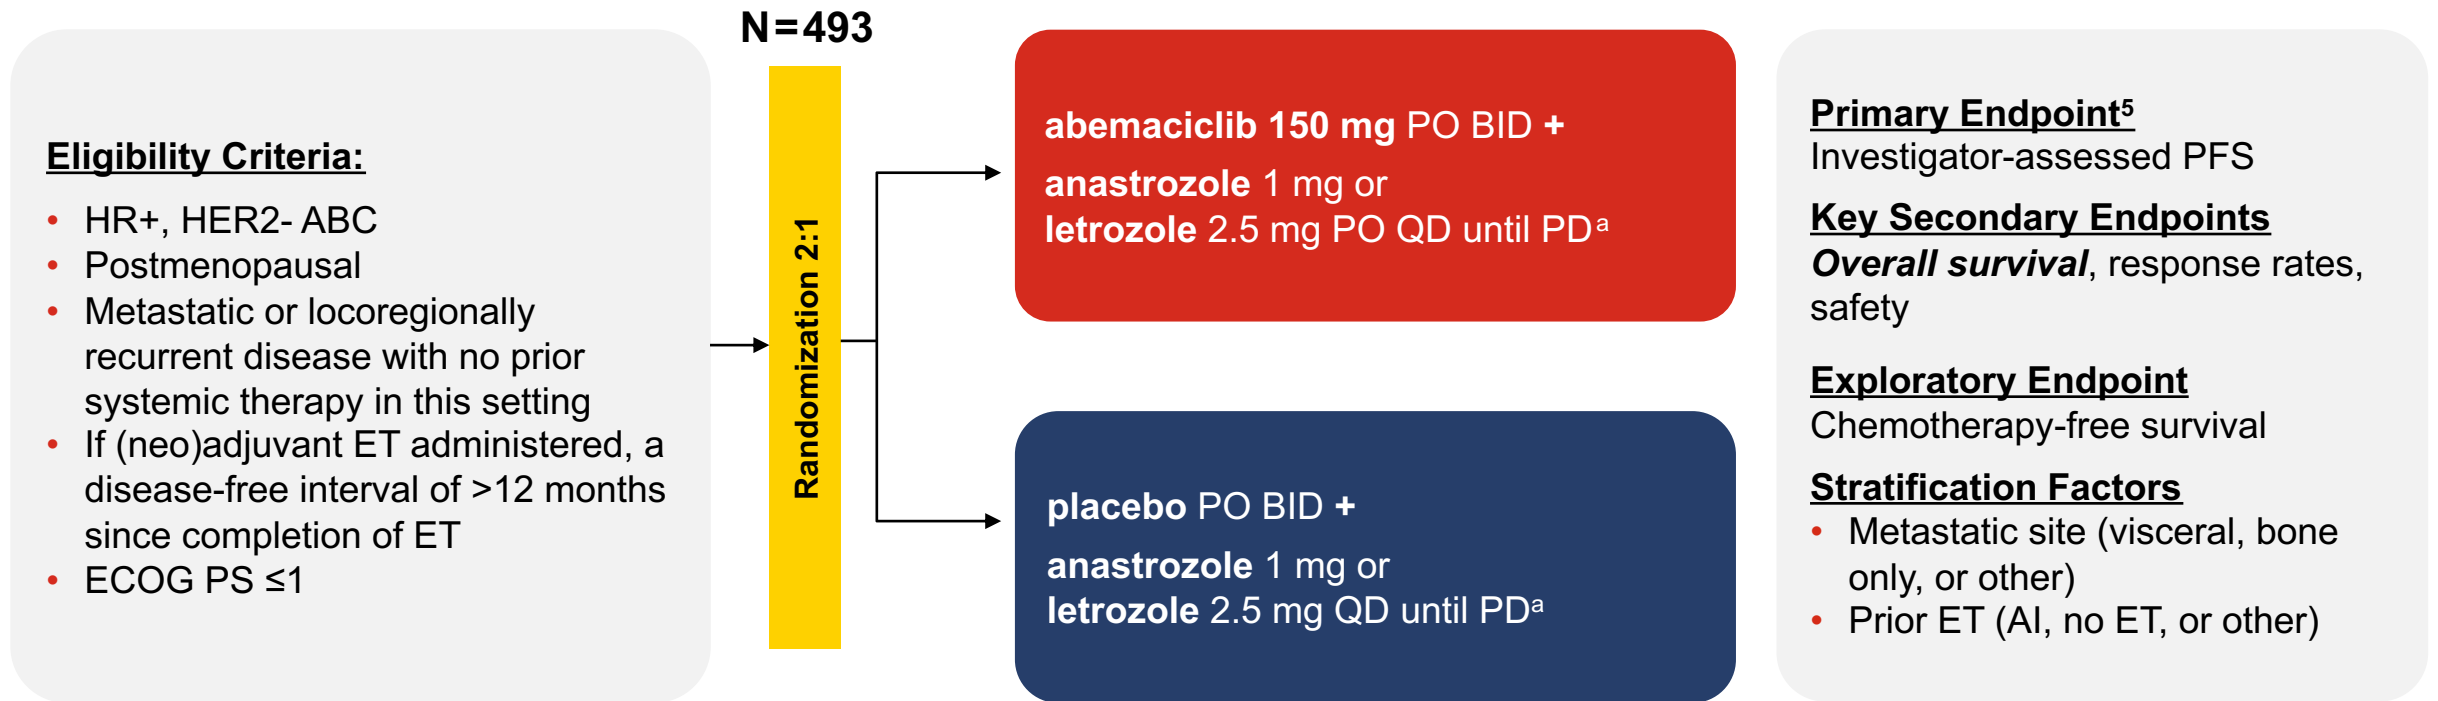 N=493
Eligibility Criteria:
• HR+, HER2- ABC
• Postmenopausal
• Metastatic or locoregionally
recurrent disease with no prior
systemic therapy in this setting
• If (neo)adjuvant ET administered, a
disease-free interval of >12 months
since completion of ET
• ECOG PS ≤1
Randomization 2:1
abemaciclib 150 mg PO BID +
anastrozole 1 mg or
letrozole 2.5 mg PO QD until PDᵃ
placebo PO BID +
anastrozole 1 mg or
letrozole 2.5 mg QD until PDᵃ
Primary Endpoint⁵
Investigator-assessed PFS
Key Secondary Endpoints
Overall survival, response rates,
safety
Exploratory Endpoint
Chemotherapy-free survival
Stratification Factors
• Metastatic site (visceral, bone
only, or other)
• Prior ET (AI, no ET, or other)